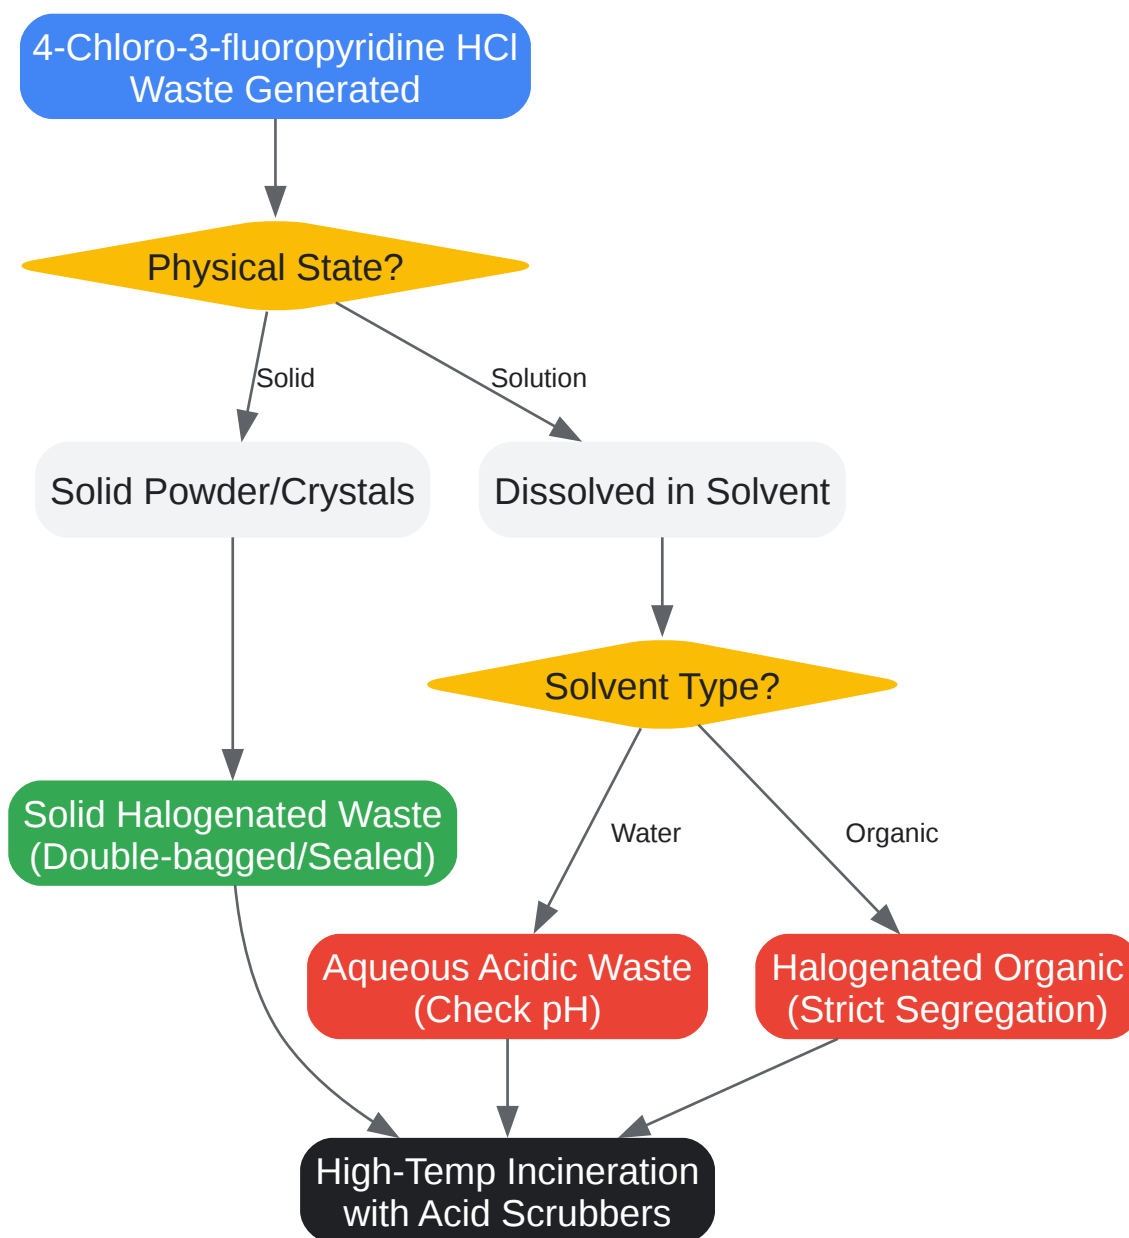 4-Chloro-3-fluoropyridine HCl
Waste Generated
Physical State?
Solid
Solution
Solid Powder/Crystals
Dissolved in Solvent
Solvent Type?
Solid Halogenated Waste
(Double-bagged/Sealed)
Water
Organic
Aqueous Acidic Waste
(Check pH)
Halogenated Organic
(Strict Segregation)
High-Temp Incineration
with Acid Scrubbers